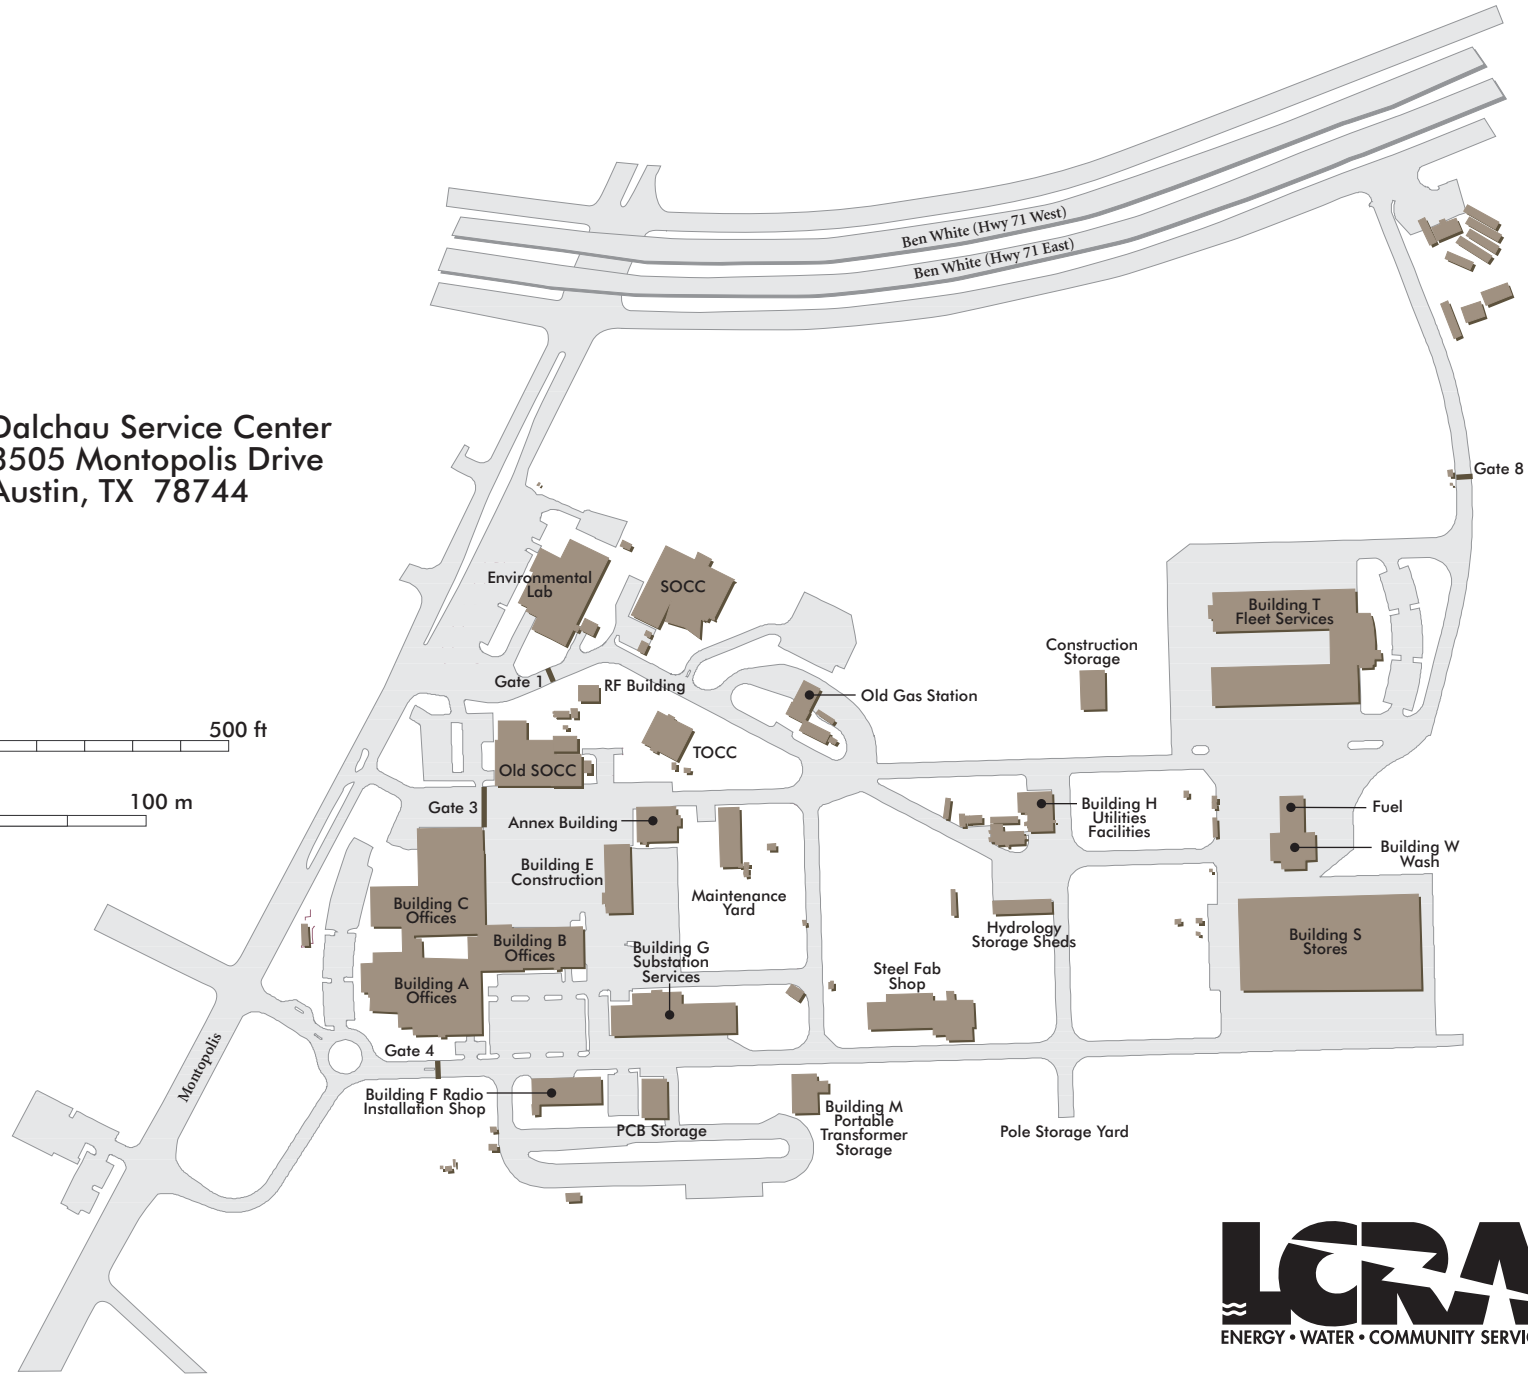 Ben White (Hwy 71 West)
Ben White (Hwy 71 East)
Dalchau Service Center
3505 Montopolis Drive
Austin, TX 78744
Gate 8
Environmental
Lab
SOCC
Building T
Fleet Services
Construction
Storage
Gate 1
RF Building
Old Gas Station
500 ft
TOCC
Old SOCC
100 m
Gate 3
Annex Building
Building H
Utilities
Facilities
Fuel
Building W
Wash
Building E
Construction
Maintenance
Yard
Building C
Offices
Building B
Offices
Building G
Substation
Services
Hydrology
Storage Sheds
Building S
Stores
Steel Fab
Shop
Building A
Offices
Montopolis
Gate 4
Building F Radio
Installation Shop
PCB Storage
Building M
Portable
Transformer
Storage
Pole Storage Yard
LCRA
ENERGY • WATER • COMMUNITY